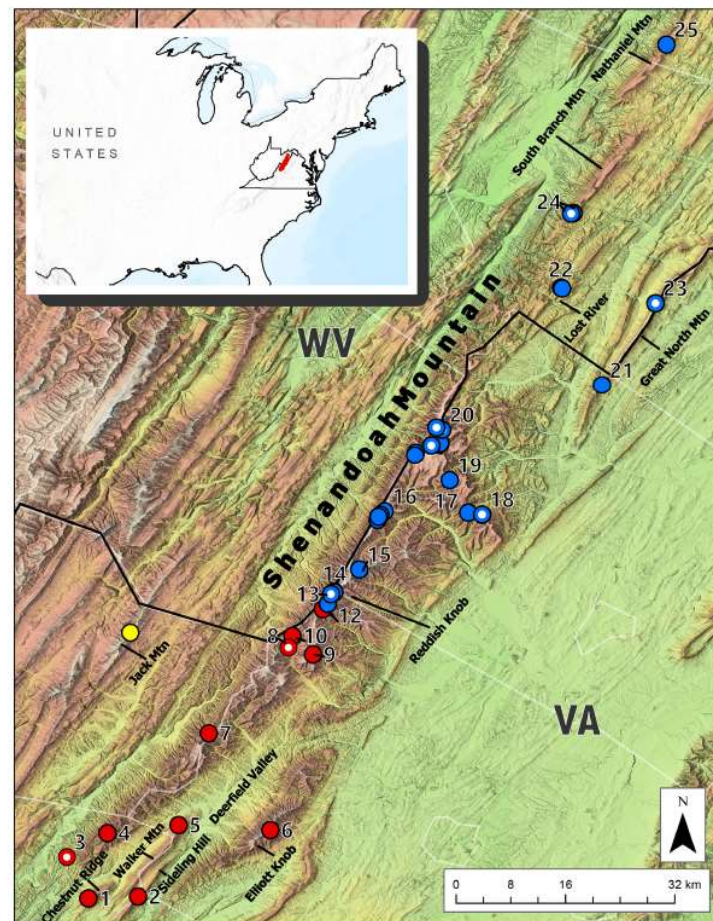 UNITED
STATES
25
Nathaniel Mtn
South Branch Mtn
24
22
Lost River
23
Great North Mtn
21
WV
Shenandoah Mountain
20
19
16
17
18
15
14
13
12
Reddish Knob
8
10
9
Jack Mtn
VA
7
Deerfield Valley
5
4
6
3
Walker Mtn
Sideling Hill
Elliott Knob
Chestnut Ridge
1
2
N
0 8 16 32 km